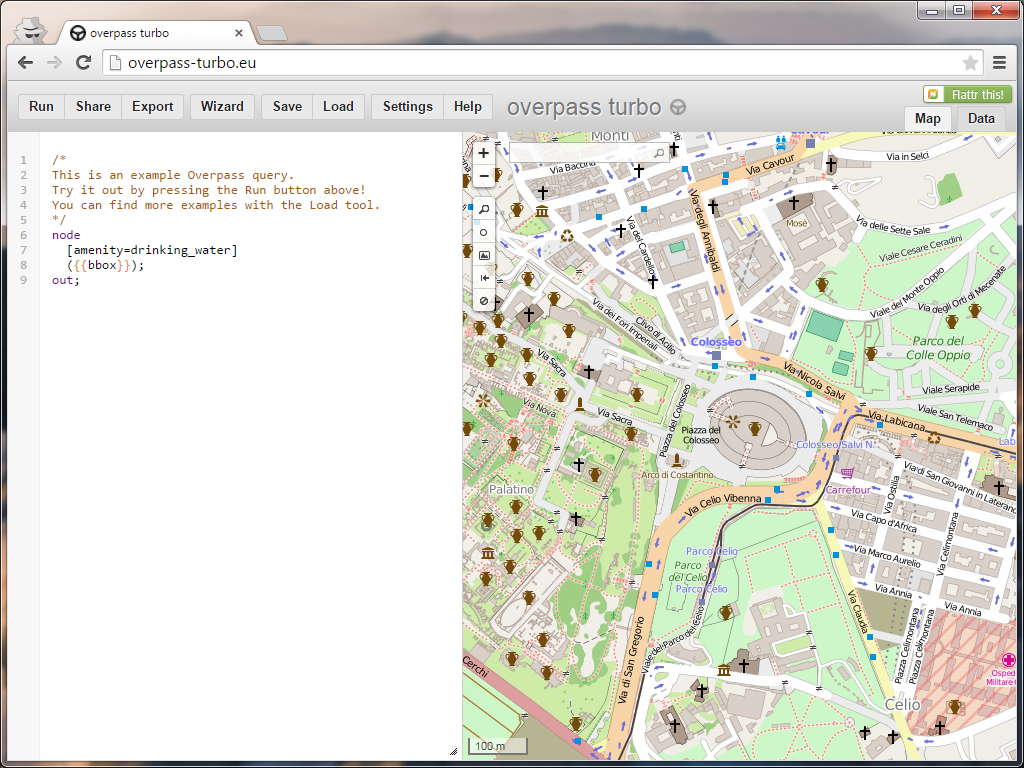 overpass turbo
overpass-turbo.eu
Run Share Export Wizard Save Load Settings Help overpass turbo
Flattr this!
Map Data
1 /*
2 This is an example Overpass query.
3 Try it out by pressing the Run button above!
4 You can find more examples with the Load tool.
5 */
6 node
7 [amenity=drinking_water]
8 ({{bbox}});
9 out;
+
−
Monti
Cavour
Via Baccina
Via Cavour
Via in Selci
Via degli Annibaldi
Mosè
Via delle Sette Sale
Via del Cardello
Viale Cesare Ceradini
Viale del Monte Oppio
Via degli Orti di Mecenate
Via dei Fori Imperiali
Clivo di Acilio
Colosseo
Parco del
Colle Oppio
Via Sacra
Via Nicola Salvi
Viale Serapide
Via Nova
Via Sacra
Piazza del Colosseo
Viale San Telemaco
Via Labicana
Piazza del
Colosseo
Colosseo/Salvi N.
Lab
Arco di Costantino
Via di San Giovanni in Laterano
Carrefour
Via Ostilia
Palatino
Via Celio Vibenna
Via Capo d'Africa
Via Celimontana
Parco Celio
Via Marco Aurelio
Parco
del Celio
Parco Celio
Via Annia
Via Annia
Via Claudia
Viale del Parco del Celio
Via di San Gregorio
Piazza Celimontana
Piazza Celimontana
Cerchi
Osped
Militare
Celio
100 m